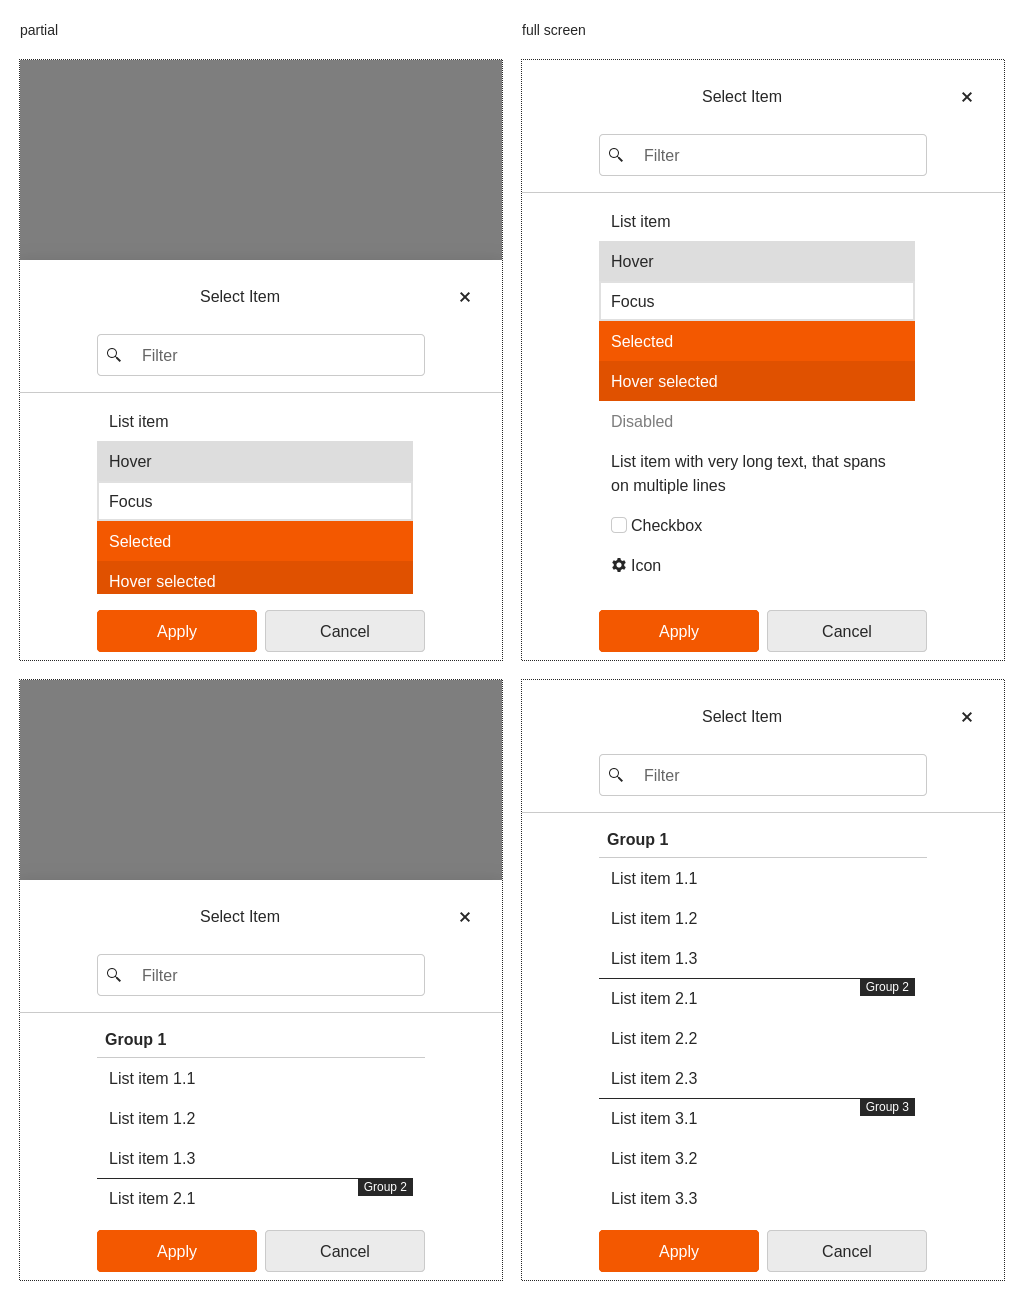 partial
full screen
Select Item
Filter
List item
Hover
Focus
Selected
Hover selected
Apply
Cancel
Select Item
Filter
List item
Hover
Focus
Selected
Hover selected
Disabled
List item with very long text, that spans
on multiple lines
Checkbox
Icon
Apply
Cancel
Select Item
Filter
Group 1
List item 1.1
List item 1.2
List item 1.3
Group 2
List item 2.1
Apply
Cancel
Select Item
Filter
Group 1
List item 1.1
List item 1.2
List item 1.3
Group 2
List item 2.1
List item 2.2
List item 2.3
Group 3
List item 3.1
List item 3.2
List item 3.3
Apply
Cancel